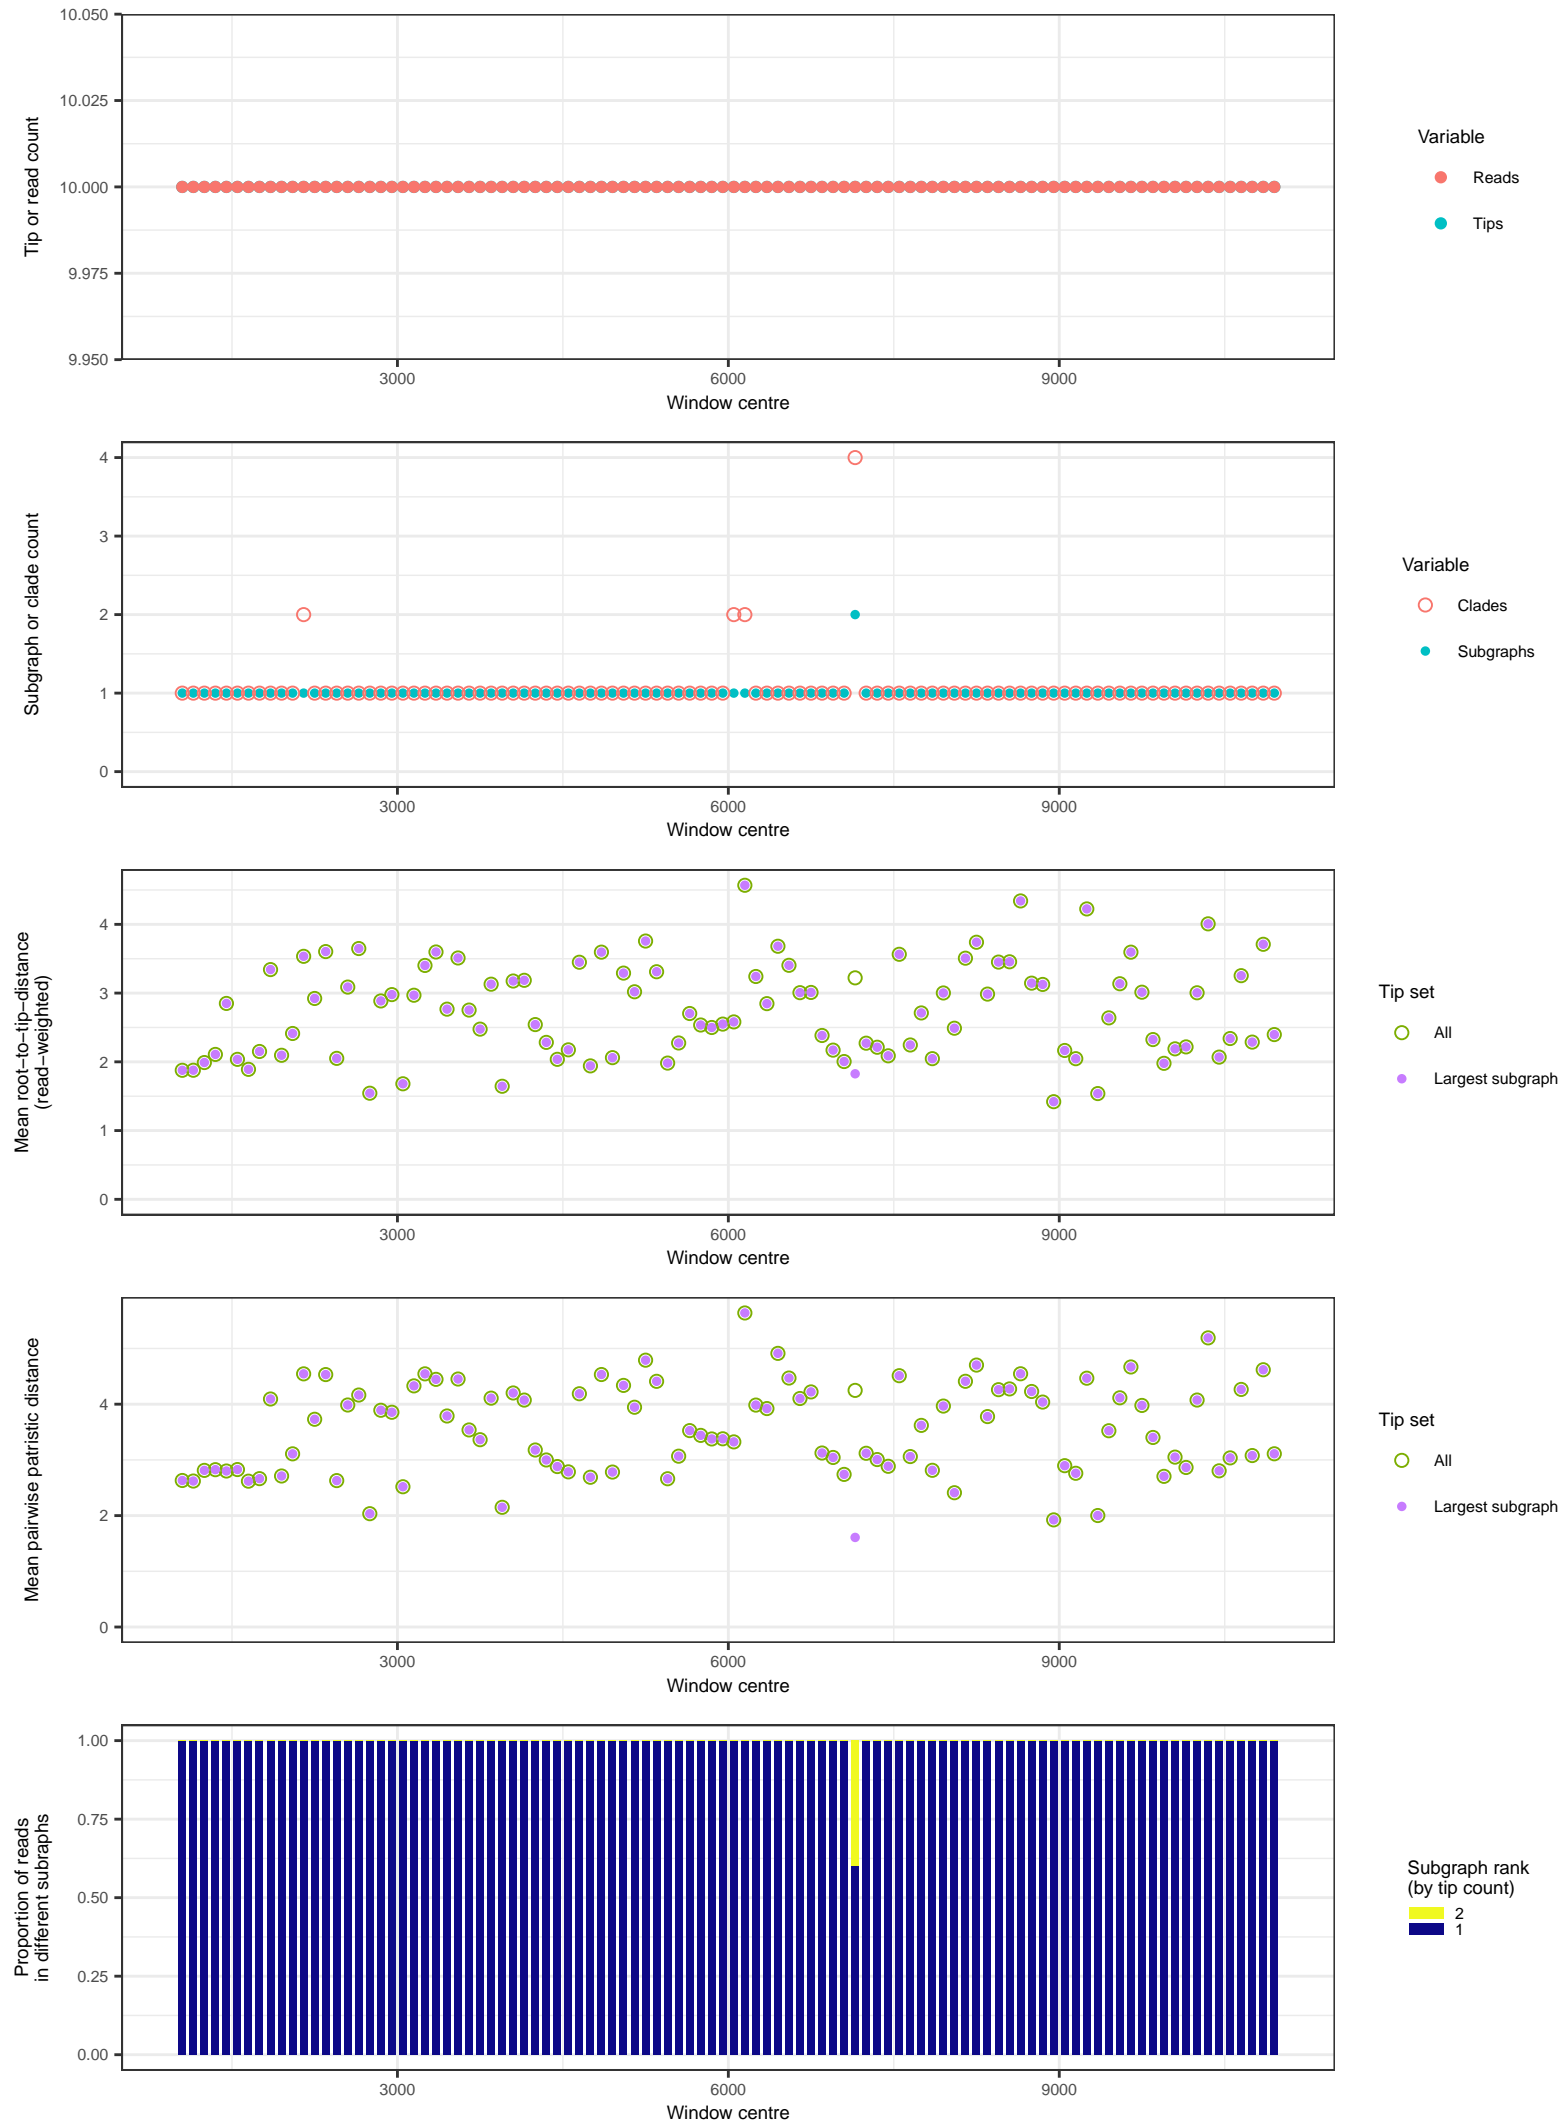 10.050
10.025
10.000
9.975
9.950
Tip or read count
3000 6000 9000
Window centre
Variable
Reads
Tips
4
3
2
1
0
Subgraph or clade count
3000 6000 9000
Window centre
Variable
Clades
Subgraphs
4
3
2
1
0
Mean root−to−tip−distance
(read−weighted)
3000 6000 9000
Window centre
Tip set
All
Largest subgraph
4
2
0
Mean pairwise patristic distance
3000 6000 9000
Window centre
Tip set
All
Largest subgraph
1.00
0.75
0.50
0.25
0.00
Proportion of reads
in different subraphs
3000 6000 9000
Window centre
Subgraph rank
(by tip count)
2
1